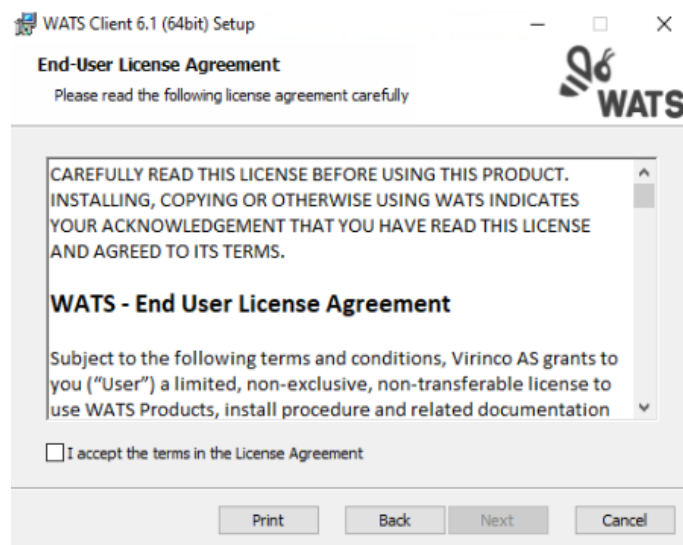 WATS Client 6.1 (64bit) Setup
End-User License Agreement
Please read the following license agreement carefully
WATS
CAREFULLY READ THIS LICENSE BEFORE USING THIS PRODUCT.
INSTALLING, COPYING OR OTHERWISE USING WATS INDICATES
YOUR ACKNOWLEDGEMENT THAT YOU HAVE READ THIS LICENSE
AND AGREED TO ITS TERMS.
WATS - End User License Agreement
Subject to the following terms and conditions, Virinco AS grants to
you (“User”) a limited, non-exclusive, non-transferable license to
use WATS Products, install procedure and related documentation
I accept the terms in the License Agreement
Print Back Next Cancel